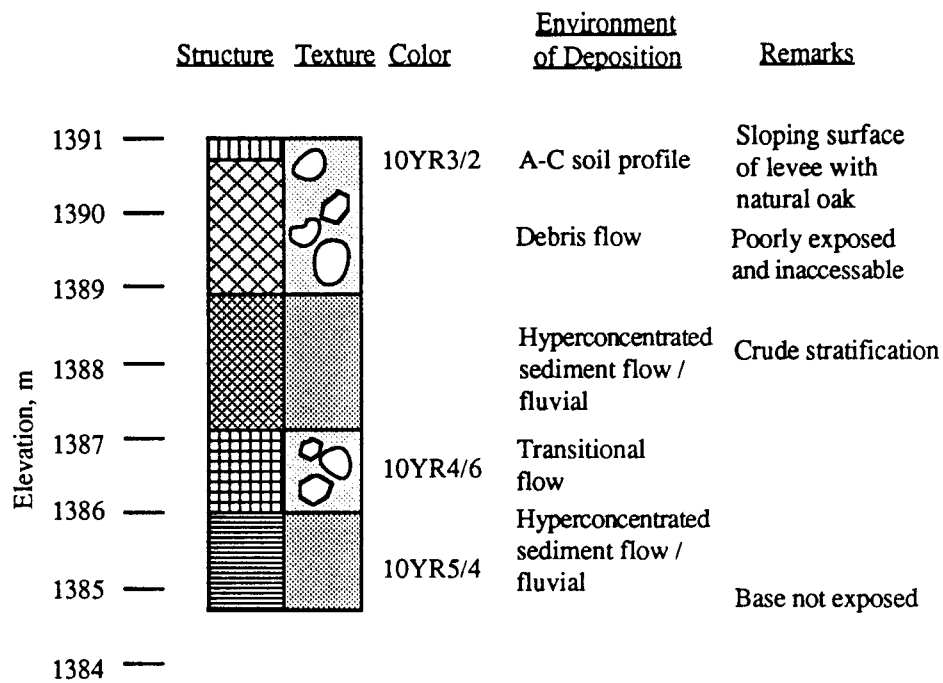 Environment
Structure Texture Color of Deposition Remarks
1391
10YR3/2 A-C soil profile
Sloping surface
of levee with
natural oak
1390
Debris flow
Poorly exposed
and inaccessable
1389
Hyperconcentrated
sediment flow /
fluvial
Crude stratification
1388
1387
10YR4/6
Transitional
flow
1386
Hyperconcentrated
sediment flow /
fluvial
10YR5/4
1385
Base not exposed
1384
Elevation, m